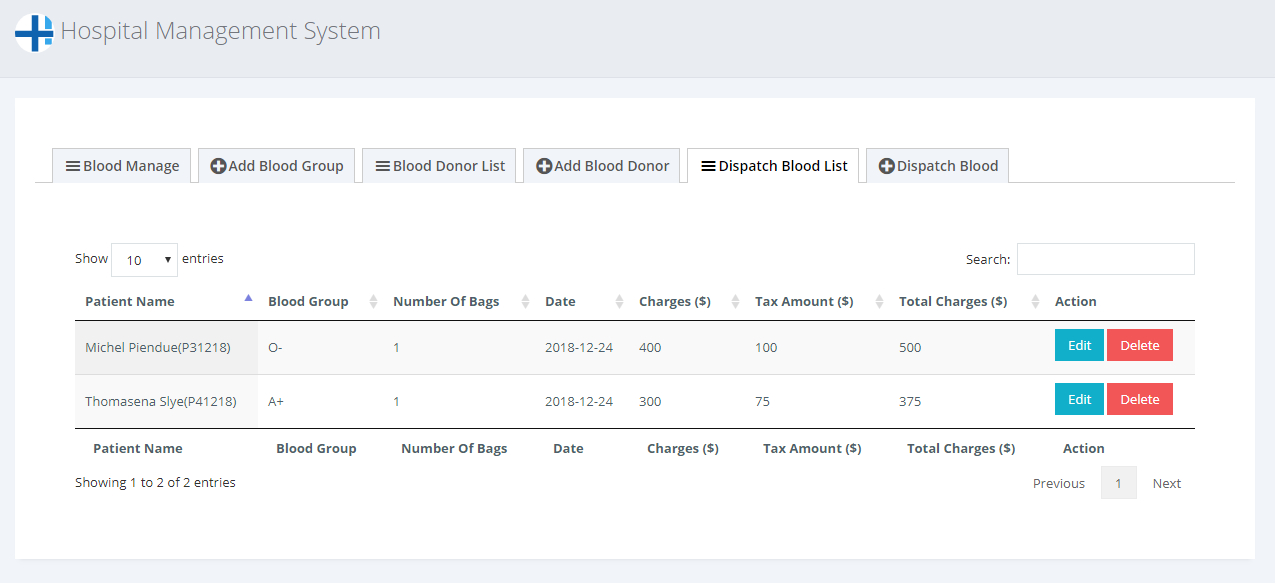 Hospital Management System
Blood Manage Add Blood Group Blood Donor List Add Blood Donor Dispatch Blood List Dispatch Blood
Show 10 entries Search:
Patient Name Blood Group Number Of Bags Date Charges ($) Tax Amount ($) Total Charges ($) Action
Michel Piendue(P31218) O- 1 2018-12-24 400 100 500 Edit Delete
Thomasena Slye(P41218) A+ 1 2018-12-24 300 75 375 Edit Delete
Patient Name Blood Group Number Of Bags Date Charges ($) Tax Amount ($) Total Charges ($) Action
Showing 1 to 2 of 2 entries Previous 1 Next